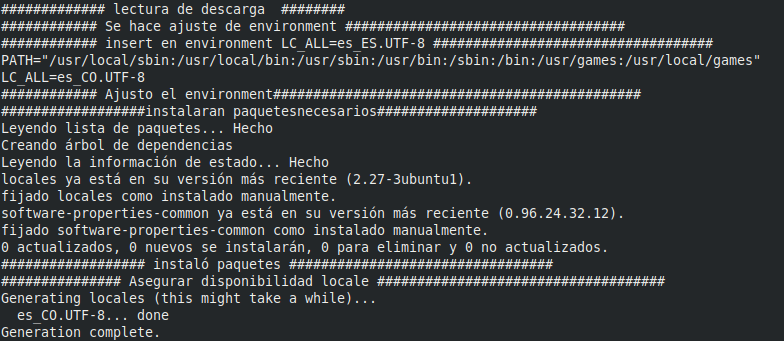 ############# lectura de descarga  ########
############ Se hace ajuste de environment ###################################
############ insert en environment LC_ALL=es_ES.UTF-8 ###################################
PATH="/usr/local/sbin:/usr/local/bin:/usr/sbin:/usr/bin:/sbin:/bin:/usr/games:/usr/local/games"
LC_ALL=es_CO.UTF-8
############ Ajusto el environment##############################################
##################instalaran paquetesnecesarios####################
Leyendo lista de paquetes... Hecho
Creando árbol de dependencias
Leyendo la información de estado... Hecho
locales ya está en su versión más reciente (2.27-3ubuntu1).
fijado locales como instalado manualmente.
software-properties-common ya está en su versión más reciente (0.96.24.32.12).
fijado software-properties-common como instalado manualmente.
0 actualizados, 0 nuevos se instalarán, 0 para eliminar y 0 no actualizados.
################## instaló paquetes #################################
############### Asegurar disponibilidad locale ####################################
Generating locales (this might take a while)...
  es_CO.UTF-8... done
Generation complete.